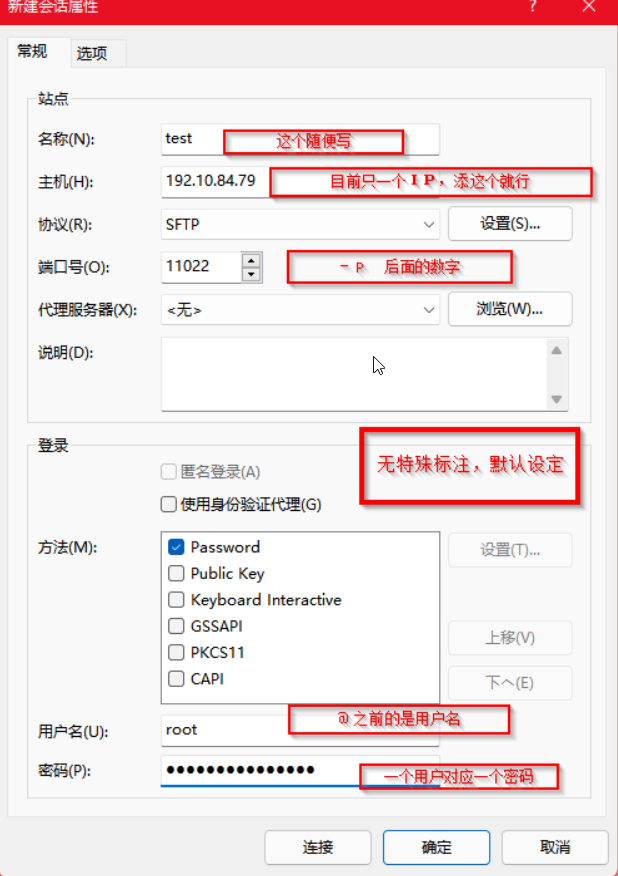 新建会话属性 ?
常规 选项
站点
名称(N): test 这个随便写
主机(H): 192.10.84.79 目前只一个ＩＰ，添这个就行
协议(R): SFTP 设置(S)...
端口号(O): 11022 －ｐ 后面的数字
代理服务器(X): <无> 浏览(W)...
说明(D):
登录
无特殊标注，默认设定
匿名登录(A)
使用身份验证代理(G)
方法(M): Password 设置(T)...
Public Key
Keyboard Interactive
GSSAPI
上移(V)
PKCS11
CAPI 下へ(E)
＠之前的是用户名
用户名(U): root
密码(P): ●●●●●●●●●●●●●●● 一个用户对应一个密码
连接 确定 取消